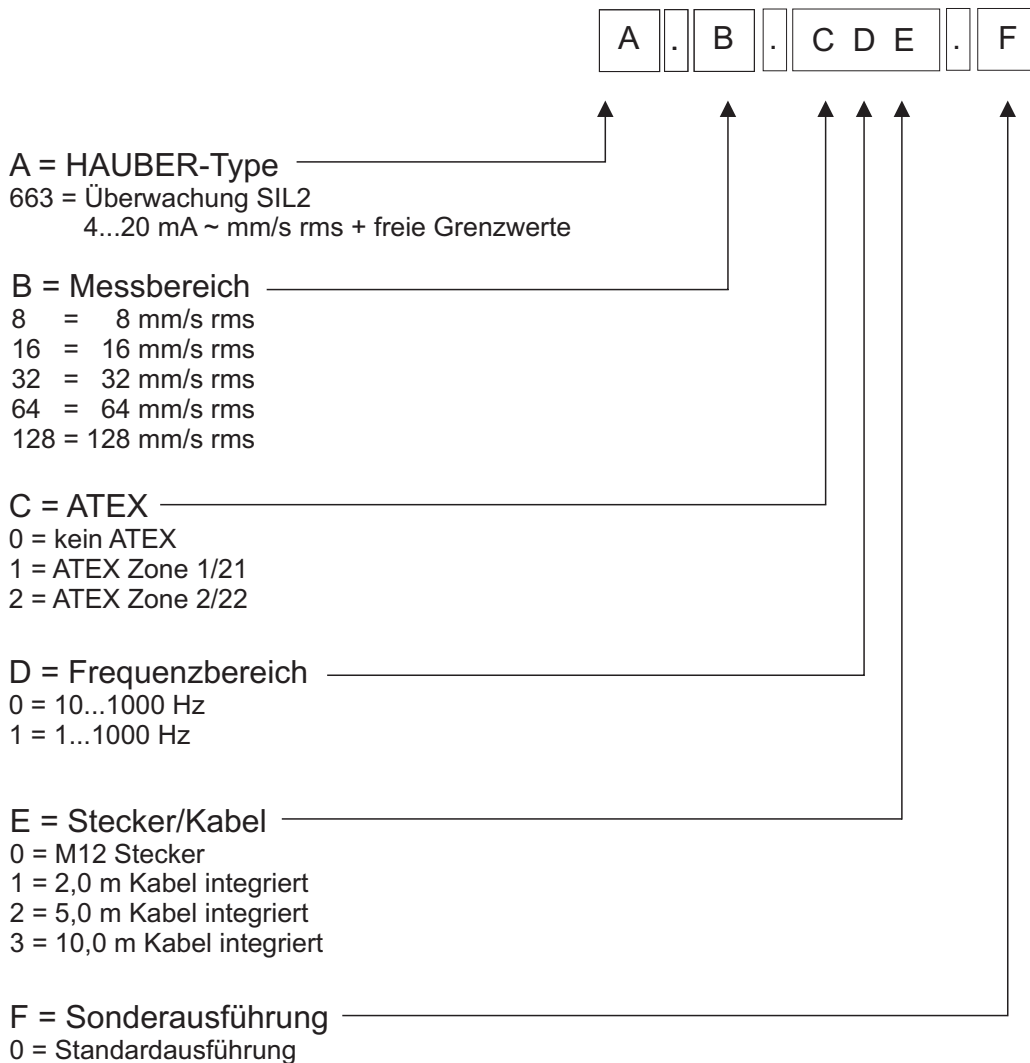 A . B . C D E . F
A = HAUBER-Type
663 = Überwachung SIL2
4...20 mA ~ mm/s rms + freie Grenzwerte
B = Messbereich
8 = 8 mm/s rms
16 = 16 mm/s rms
32 = 32 mm/s rms
64 = 64 mm/s rms
128 = 128 mm/s rms
C = ATEX
0 = kein ATEX
1 = ATEX Zone 1/21
2 = ATEX Zone 2/22
D = Frequenzbereich
0 = 10...1000 Hz
1 = 1...1000 Hz
E = Stecker/Kabel
0 = M12 Stecker
1 = 2,0 m Kabel integriert
2 = 5,0 m Kabel integriert
3 = 10,0 m Kabel integriert
F = Sonderausführung
0 = Standardausführung